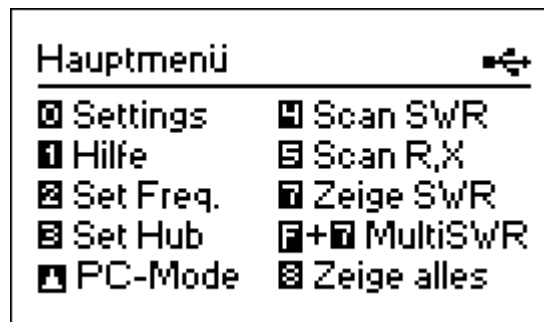 Hauptmenü
0 Settings
1 Hilfe
2 Set Freq.
3 Set Hub
PC-Mode
4 Scan SWR
5 Scan R,X
7 Zeige SWR
F+7 MultiSWR
8 Zeige alles